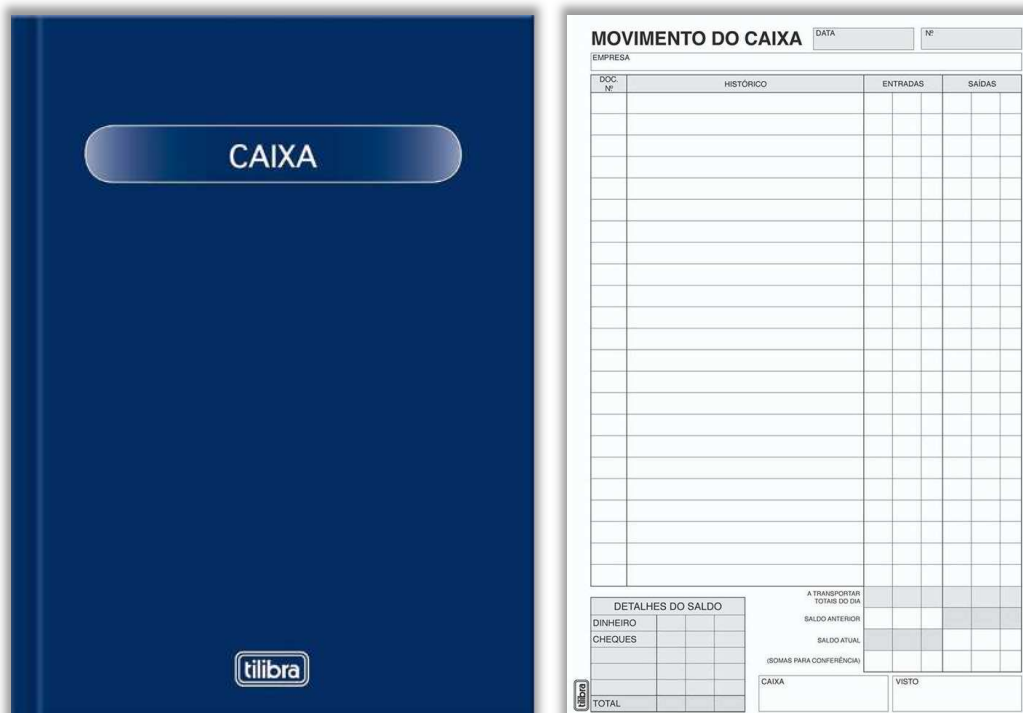 CAIXA
tilibra
MOVIMENTO DO CAIXA
DATA
Nº
EMPRESA
DOC. Nº
HISTÓRICO
ENTRADAS
SAÍDAS
A TRANSPORTAR
TOTAIS DO DIA
SALDO ANTERIOR
SALDO ATUAL
(SOMAS PARA CONFERÊNCIA)
DETALHES DO SALDO
DINHEIRO
CHEQUES
TOTAL
CAIXA
VISTO
tilibra